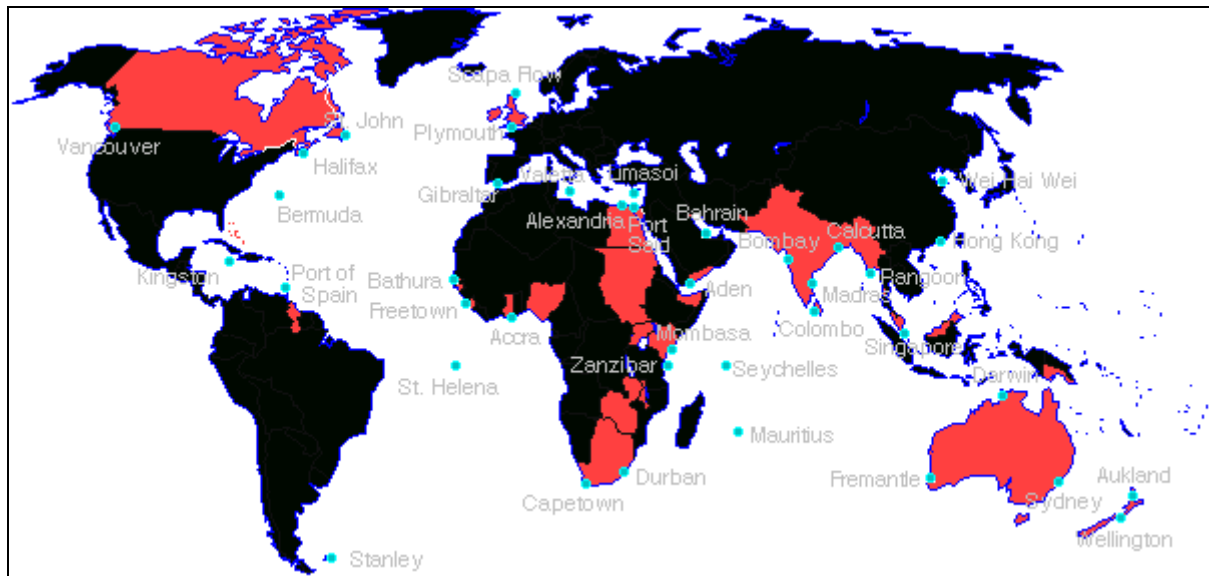 Scapa Flow
St. John
Plymouth
Vancouver
Halifax
Valetta
Limasol
Wei Hai Wei
Gibraltar
Bermuda
Alexandria
Port
Said
Bahrain
Bombay
Calcutta
Hong Kong
Kingston
Port of
Spain
Bathura
Aden
Rangoon
Madras
Freetown
Colombo
Accra
Mombasa
Singapore
St. Helena
Zanzibar
Seychelles
Darwin
Mauritius
Durban
Fremantle
Capetown
Aukland
Sydney
Wellington
Stanley